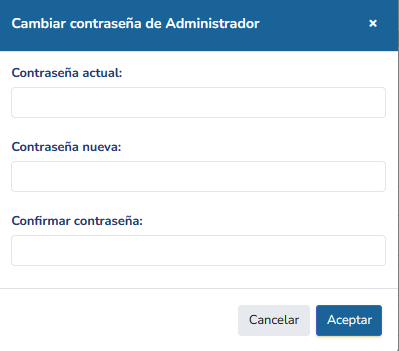 Cambiar contraseña de Administrador ×
Contraseña actual:
Contraseña nueva:
Confirmar contraseña:
Cancelar Aceptar